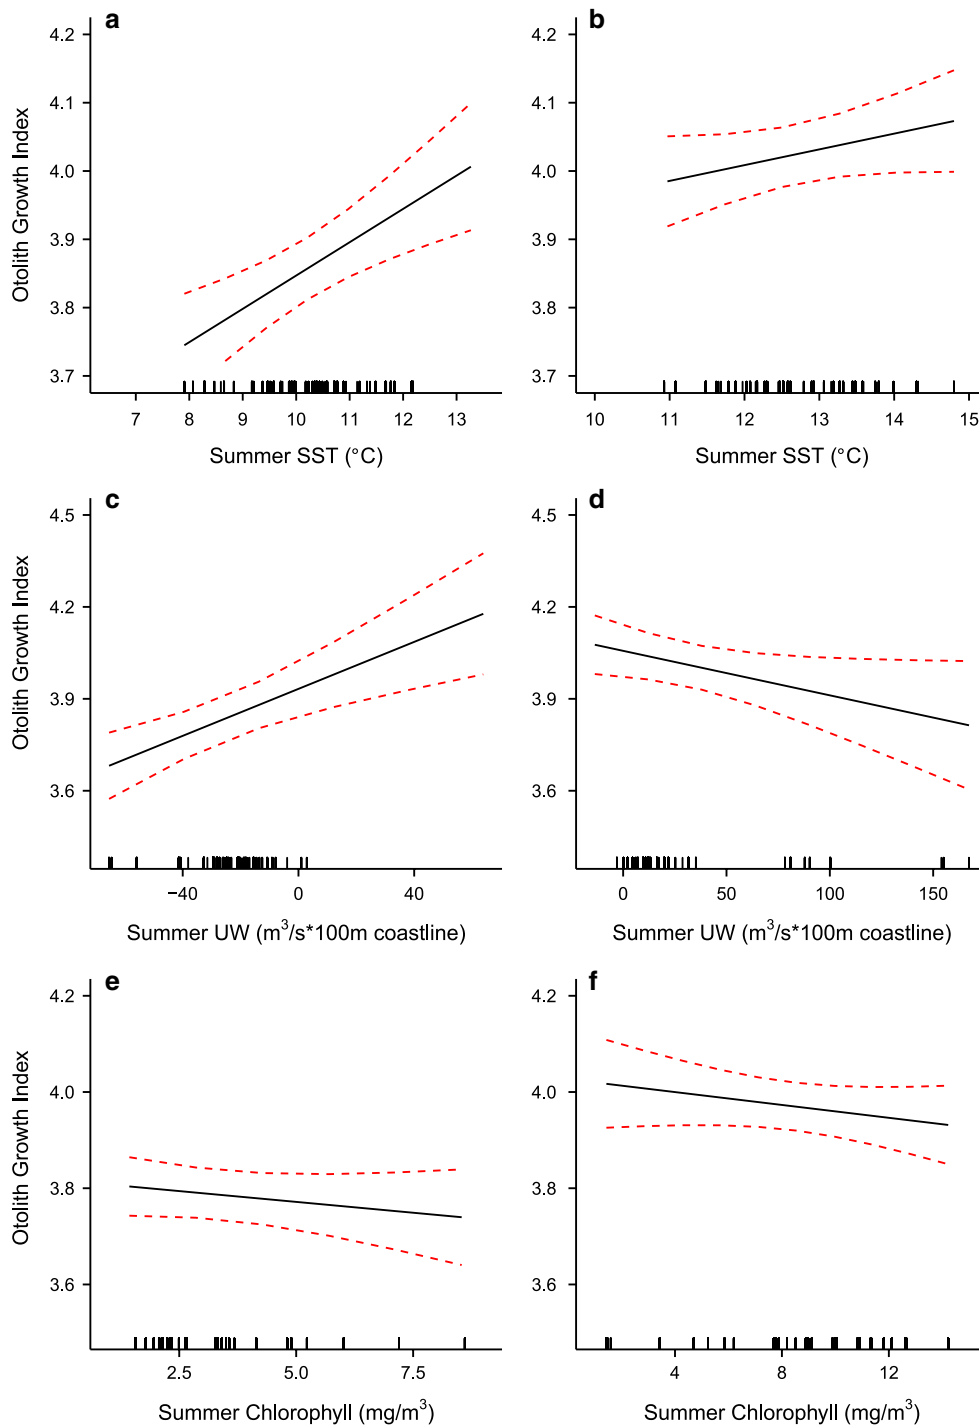 a
b
4.2
4.1
4.0
3.9
3.8
3.7
Otolith Growth Index
7 8 9 10 11 12 13
Summer SST (°C)
4.2
4.1
4.0
3.9
3.8
3.7
10 11 12 13 14 15
Summer SST (°C)
c
d
4.5
4.2
3.9
3.6
Otolith Growth Index
−40 0 40
Summer UW (m³/s*100m coastline)
4.5
4.2
3.9
3.6
0 50 100 150
Summer UW (m³/s*100m coastline)
e
f
4.2
4.0
3.8
3.6
Otolith Growth Index
2.5 5.0 7.5
Summer Chlorophyll (mg/m³)
4.2
4.0
3.8
3.6
4 8 12
Summer Chlorophyll (mg/m³)